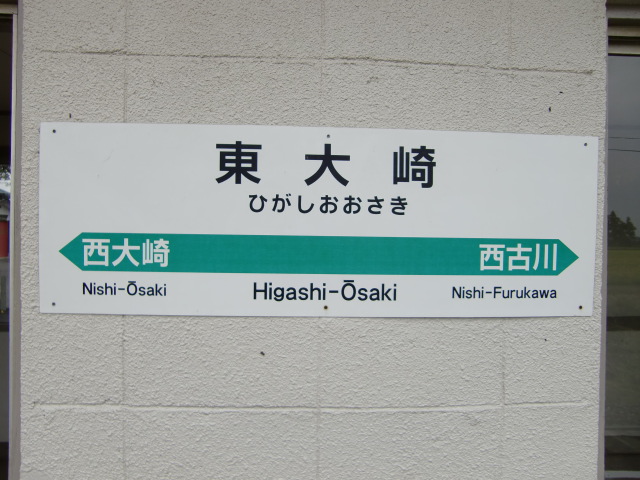 東大崎
ひがしおおさき
西大崎 西古川
Nishi-Ōsaki Higashi-Ōsaki Nishi-Furukawa